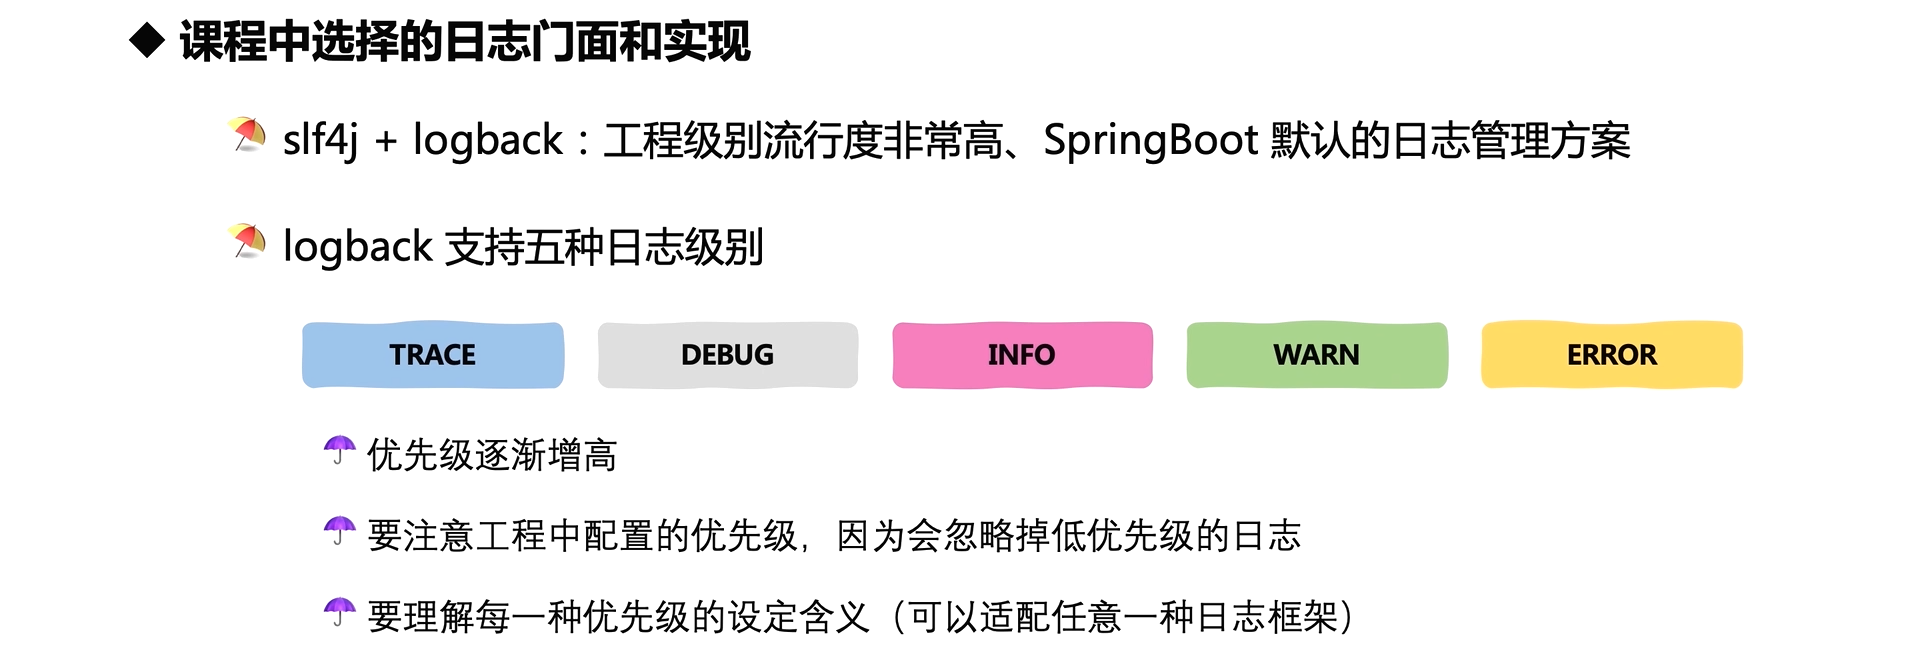 课程中选择的日志门面和实现
slf4j + logback：工程级别流行度非常高、SpringBoot 默认的日志管理方案
logback 支持五种日志级别
TRACE DEBUG INFO WARN ERROR
优先级逐渐增高
要注意工程中配置的优先级，因为会忽略掉低优先级的日志
要理解每一种优先级的设定含义（可以适配任意一种日志框架）